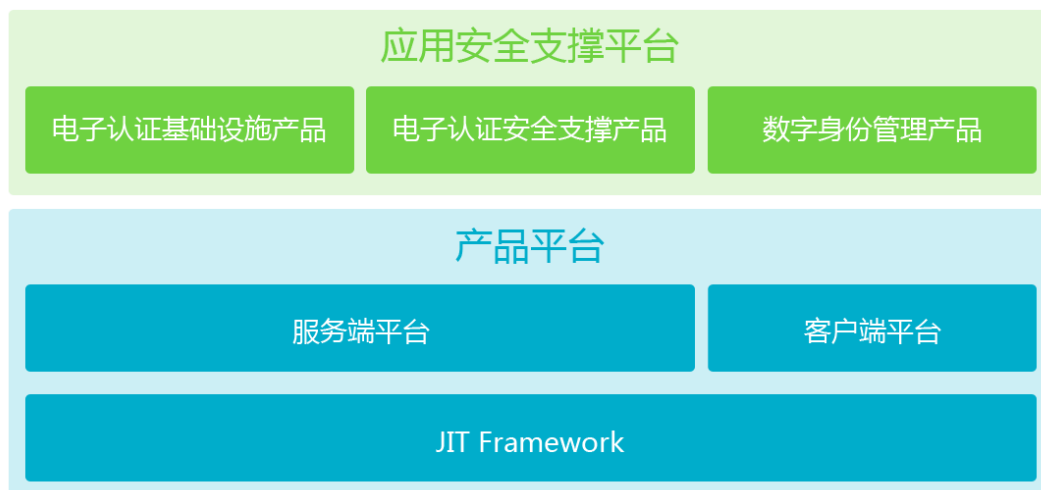 应用安全支撑平台
电子认证基础设施产品
电子认证安全支撑产品
数字身份管理产品
产品平台
服务端平台
客户端平台
JIT Framework